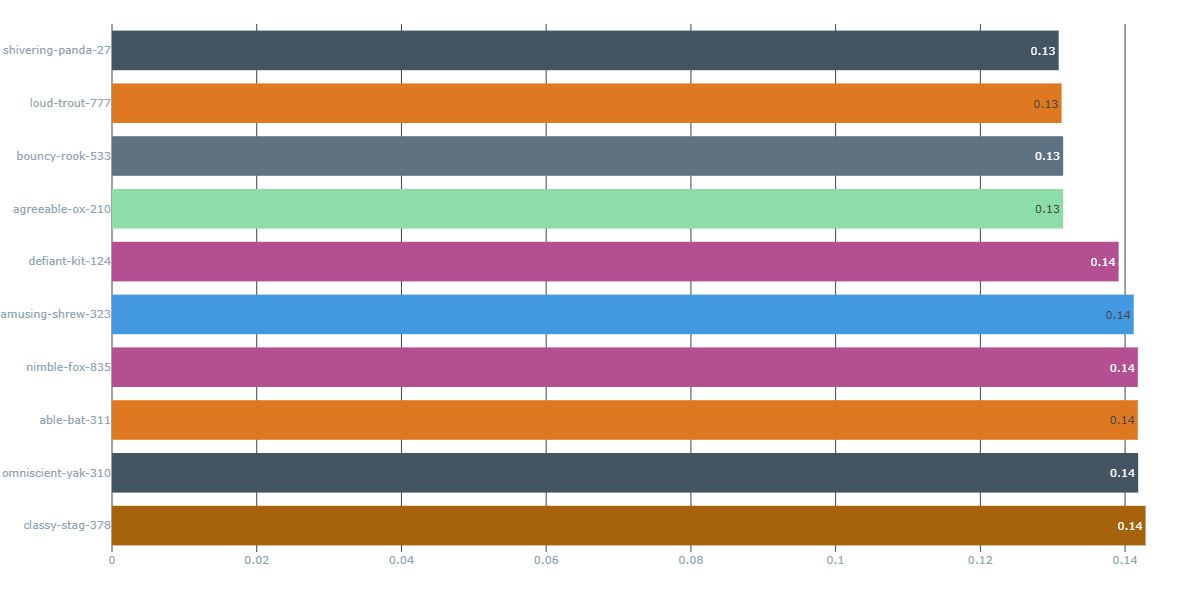 shivering-panda-27 0.13
loud-trout-777 0.13
bouncy-rook-533 0.13
agreeable-ox-210 0.13
defiant-kit-124 0.14
amusing-shrew-323 0.14
nimble-fox-835 0.14
able-bat-311 0.14
omniscient-yak-310 0.14
classy-stag-378 0.14
0 0.02 0.04 0.06 0.08 0.1 0.12 0.14